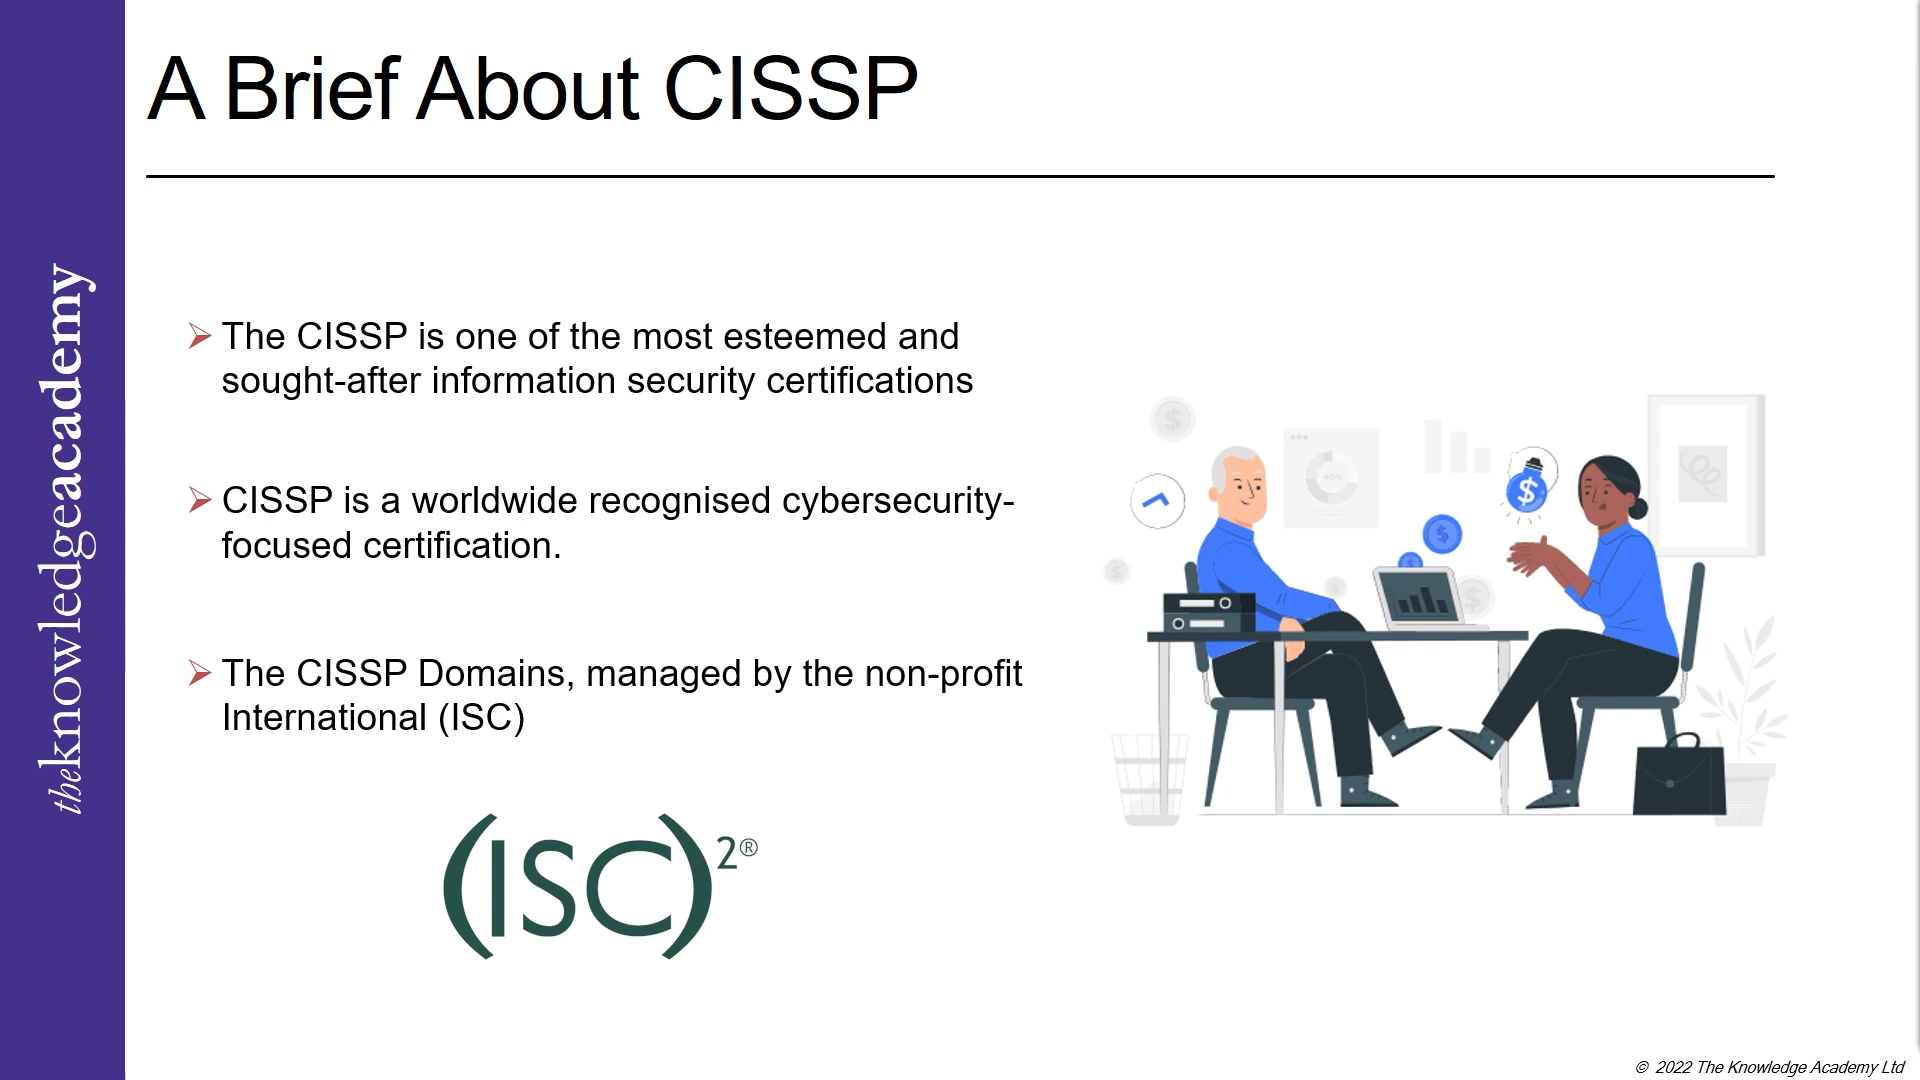 A Brief About CISSP
theknowledgeacademy
The CISSP is one of the most esteemed and
sought-after information security certifications
CISSP is a worldwide recognised cybersecurity-
focused certification.
The CISSP Domains, managed by the non-profit
International (ISC)
(ISC)2®
60%
$
$
$
$
$
$
$
© 2022 The Knowledge Academy Ltd